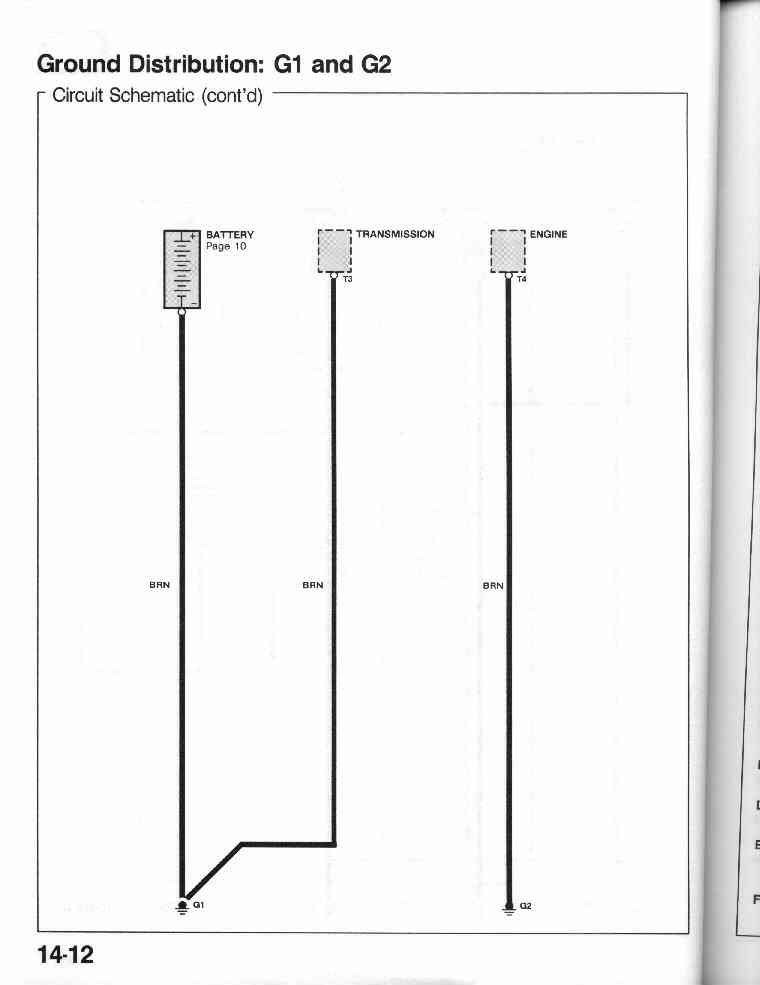 Ground Distribution: G1 and G2
Circuit Schematic (cont'd)
+
BATTERY
Page 10
TRANSMISSION
ENGINE
T3
T4
BRN
BRN
BRN
G1
G2
14-12